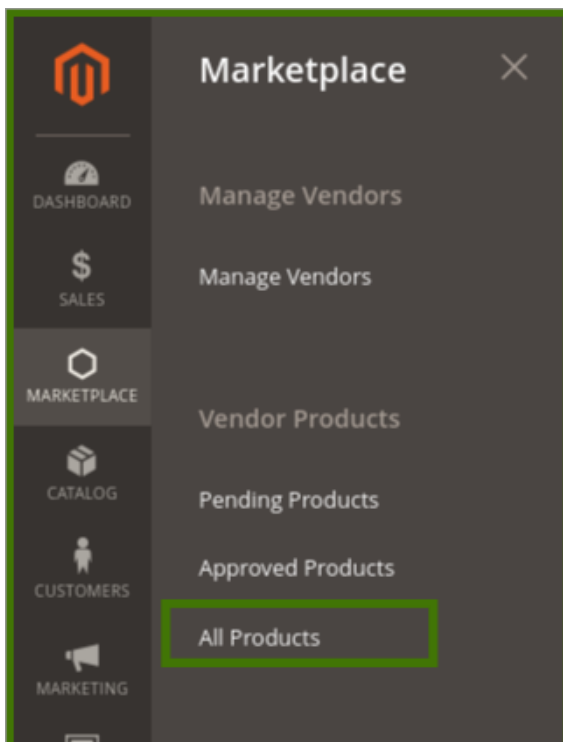 Marketplace
DASHBOARD
$
SALES
MARKETPLACE
CATALOG
CUSTOMERS
MARKETING
Manage Vendors
Manage Vendors
Vendor Products
Pending Products
Approved Products
All Products